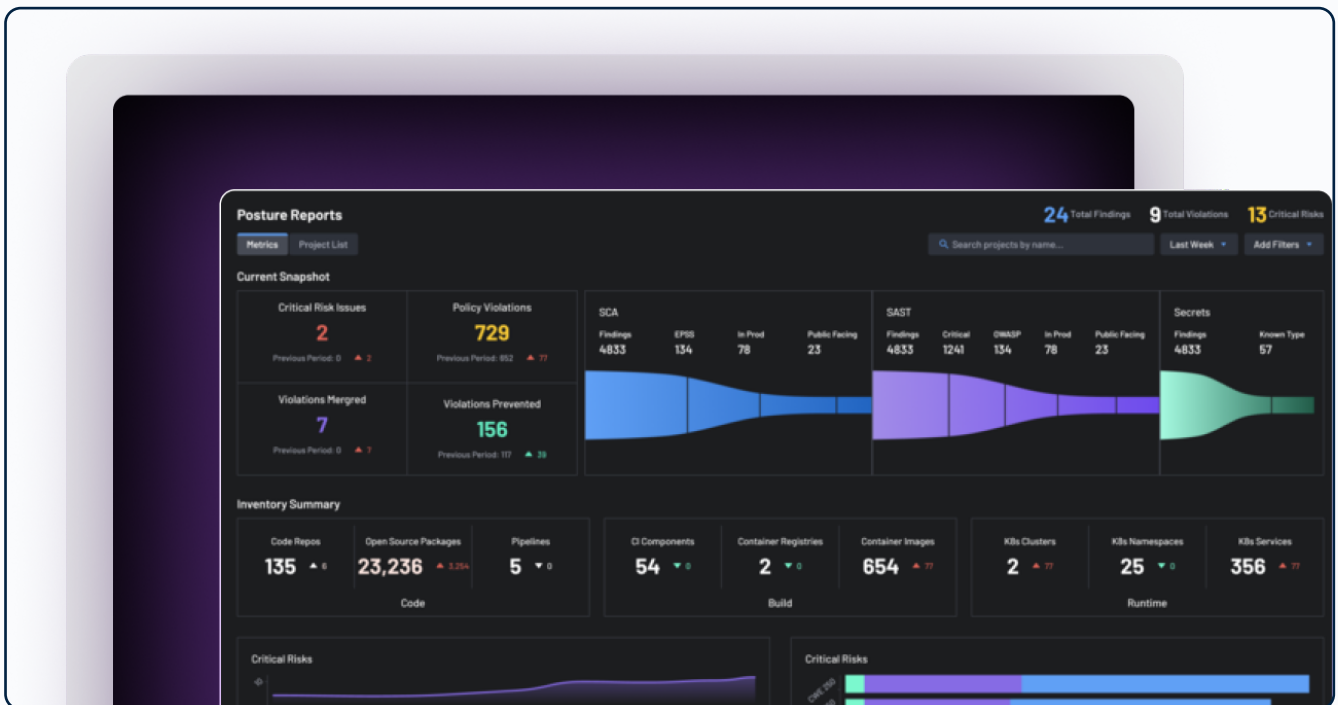 Posture Reports
24 Total Findings 9 Total Violations 13 Critical Risks
Metrics Project List
Search projects by name... Last Week Add Filters
Current Snapshot
Critical Risk Issues
2
Previous Period: 0 2
Policy Violations
729
Previous Period: 652 77
Violations Mergred
7
Previous Period: 0 7
Violations Prevented
156
Previous Period: 117 39
SCA
Findings EPSS In Prod Public Facing
4833 134 78 23
SAST
Findings Critical OWASP In Prod Public Facing
4833 1241 134 78 23
Secrets
Findings Known Type
4833 57
Inventory Summary
Code Repos Open Source Packages Pipelines
135 6 23,236 3,254 5 0
Code
CI Components Container Registries Container Images
54 0 2 0 654 77
Build
K8s Clusters K8s Namespaces K8s Services
2 77 25 0 356 77
Runtime
Critical Risks
Critical Risks
CWE 250